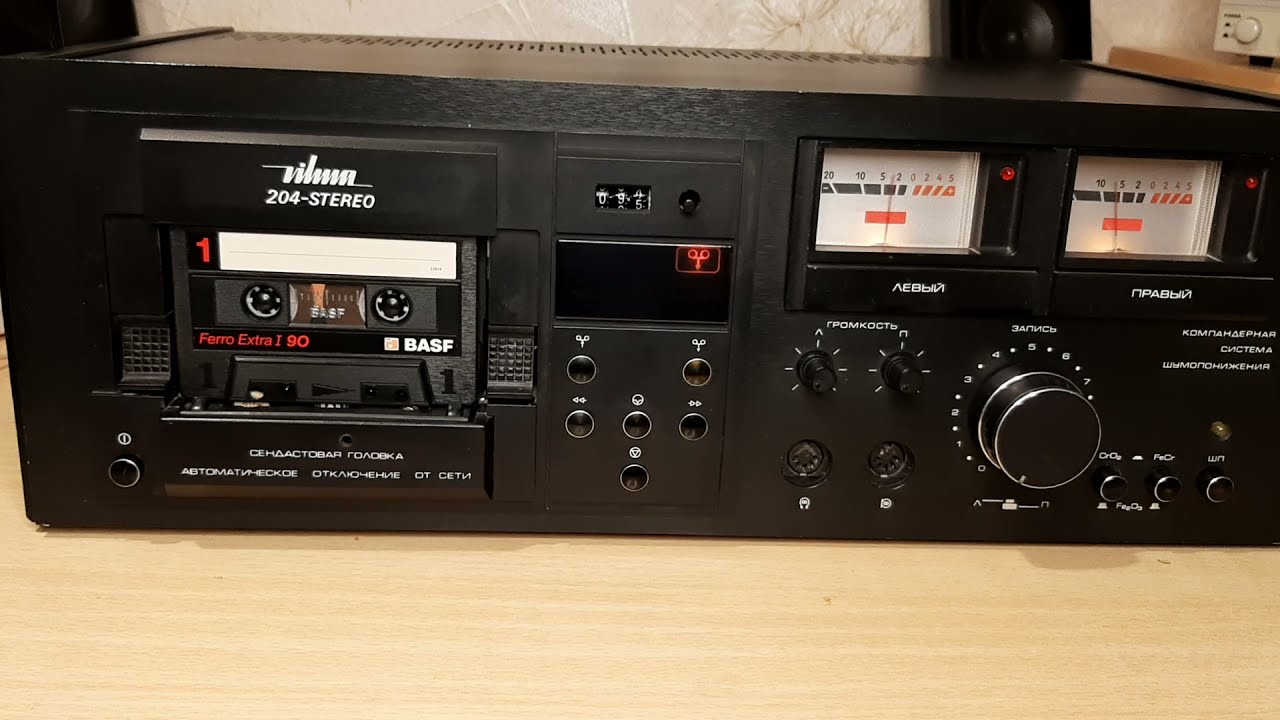 vilma
204-STEREO
1
BASF
Ferro Extra I 90
BASF
1 1
СЕНДАСТОВАЯ ГОЛОВКА
АВТОМАТИЧЕСКОЕ ОТКЛЮЧЕНИЕ ОТ СЕТИ
20 10 5 2 0 2 4 5
10 5 2 0 2 4 5
ЛЕВЫЙ
ПРАВЫЙ
Л ГРОМКОСТЬ П
ЗАПИСЬ
0 1 2 3 4 5 6 7
КОМПАНДЕРНАЯ
СИСТЕМА
ШУМОПОНИЖЕНИЯ
CrO₂ FeCr ШП
Fe₂O₃
Л П